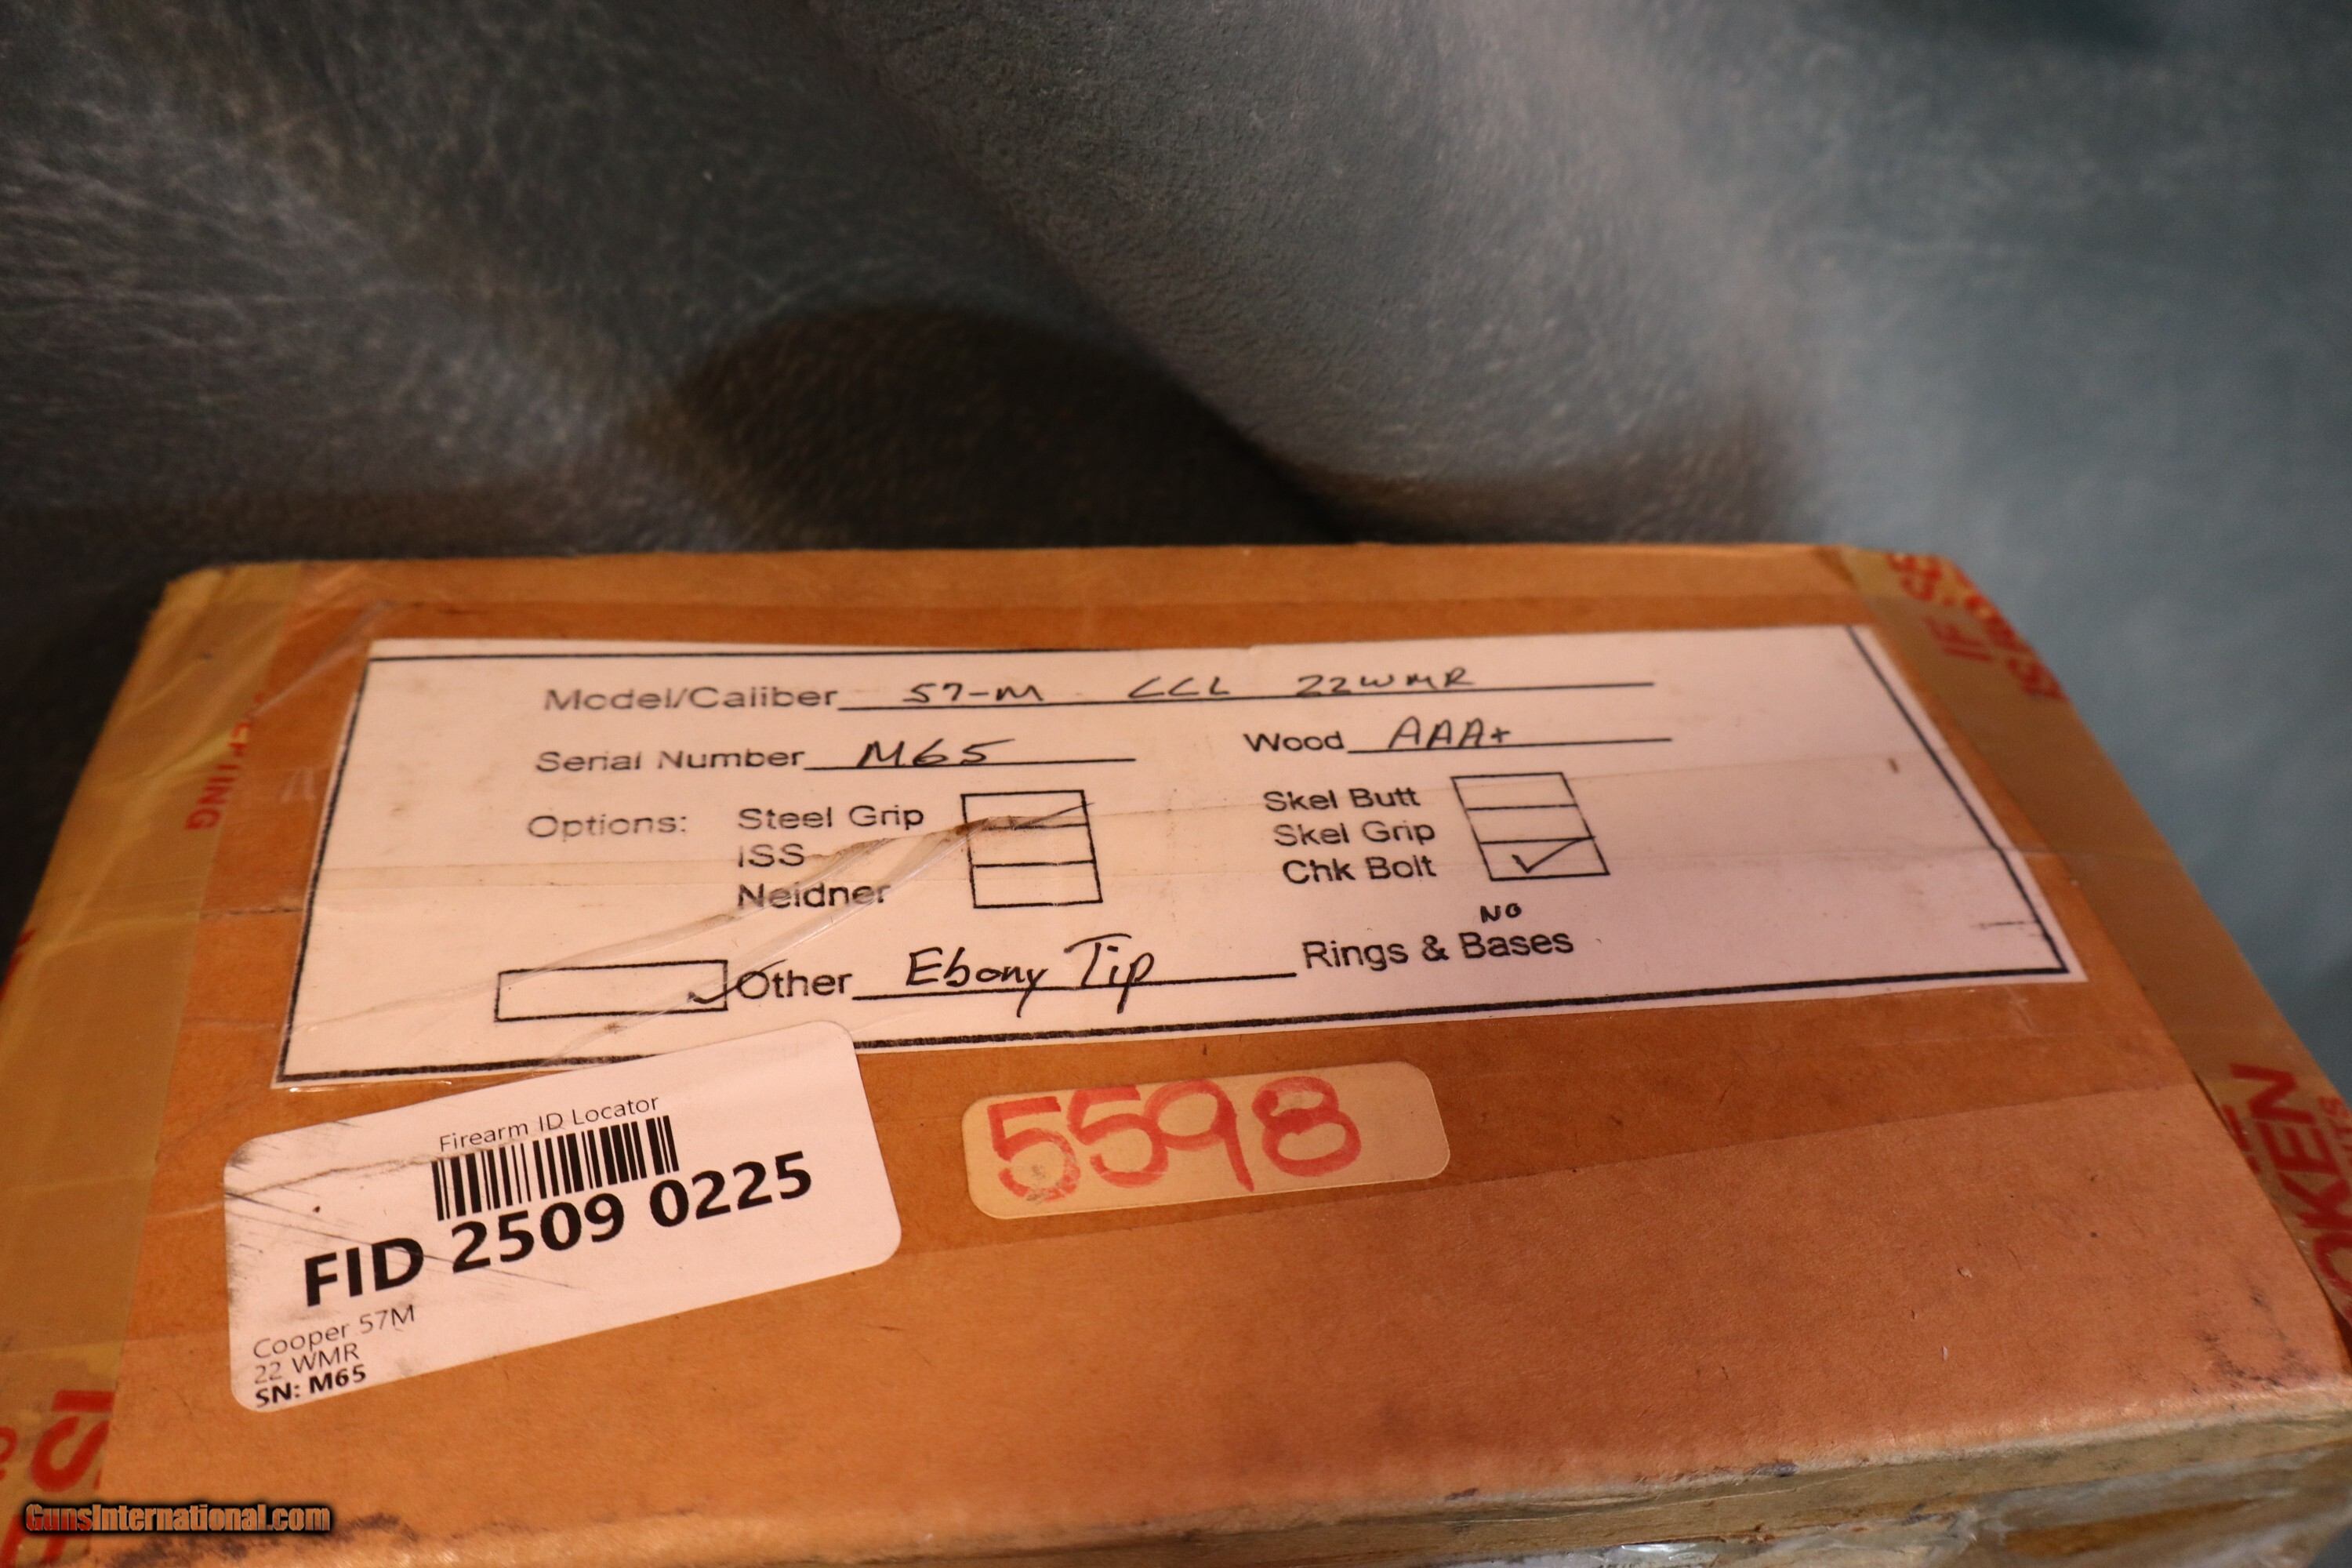 Model/Caliber 57-M CCL 22WMR
Serial Number M65 Wood AAA+
Options: Steel Grip Skel Butt
ISS Skel Grip
Neidner Chk Bolt
NO
Other Ebony Tip Rings & Bases
Firearm ID Locator
FID 2509 0225
Cooper 57M
22 WMR
SN: M65
5598
IF SE
GunsInternational.com